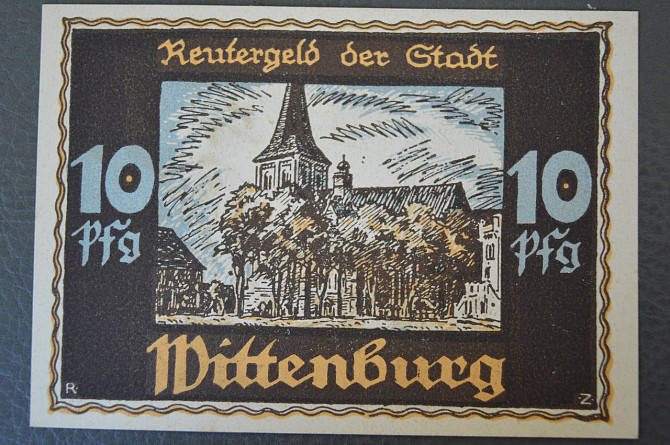 Reutergeld der Stadt
10
Pfg
10
Pfg
Wittenburg
R.
.Z.